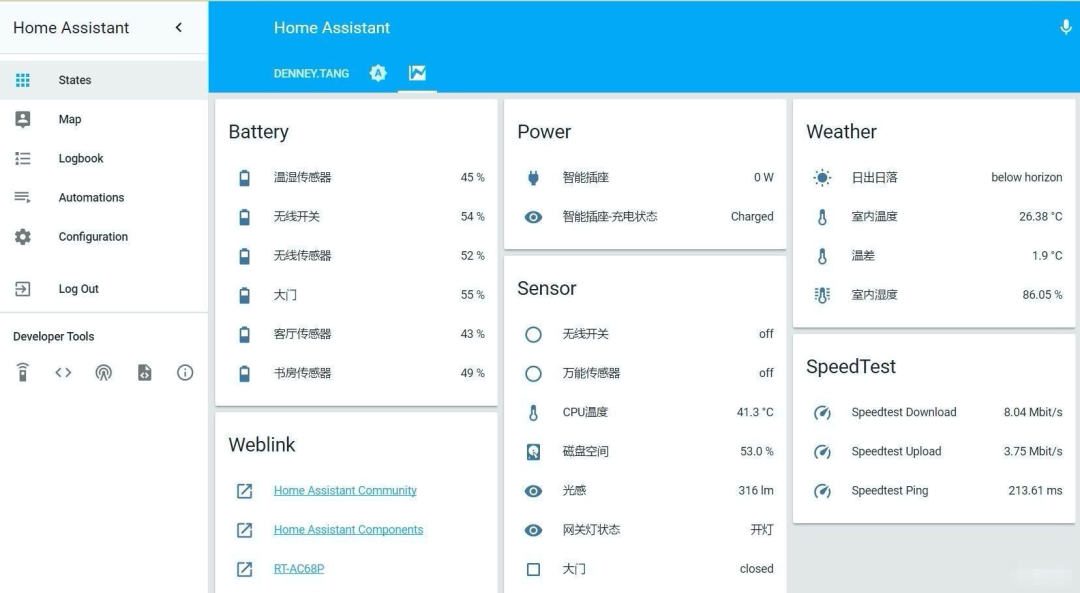 Home Assistant
States
Map
Logbook
Automations
Configuration
Log Out
Developer Tools
Home Assistant
DENNEY.TANG
Battery
温湿传感器 45 %
无线开关 54 %
无线传感器 52 %
大门 55 %
客厅传感器 43 %
书房传感器 49 %
Weblink
Home Assistant Community
Home Assistant Components
RT-AC68P
Power
智能插座 0 W
智能插座-充电状态 Charged
Sensor
无线开关 off
万能传感器 off
CPU温度 41.3 °C
磁盘空间 53.0 %
光感 316 lm
网关灯状态 开灯
大门 closed
Weather
日出日落 below horizon
室内温度 26.38 °C
温差 1.9 °C
室内湿度 86.05 %
SpeedTest
Speedtest Download 8.04 Mbit/s
Speedtest Upload 3.75 Mbit/s
Speedtest Ping 213.61 ms